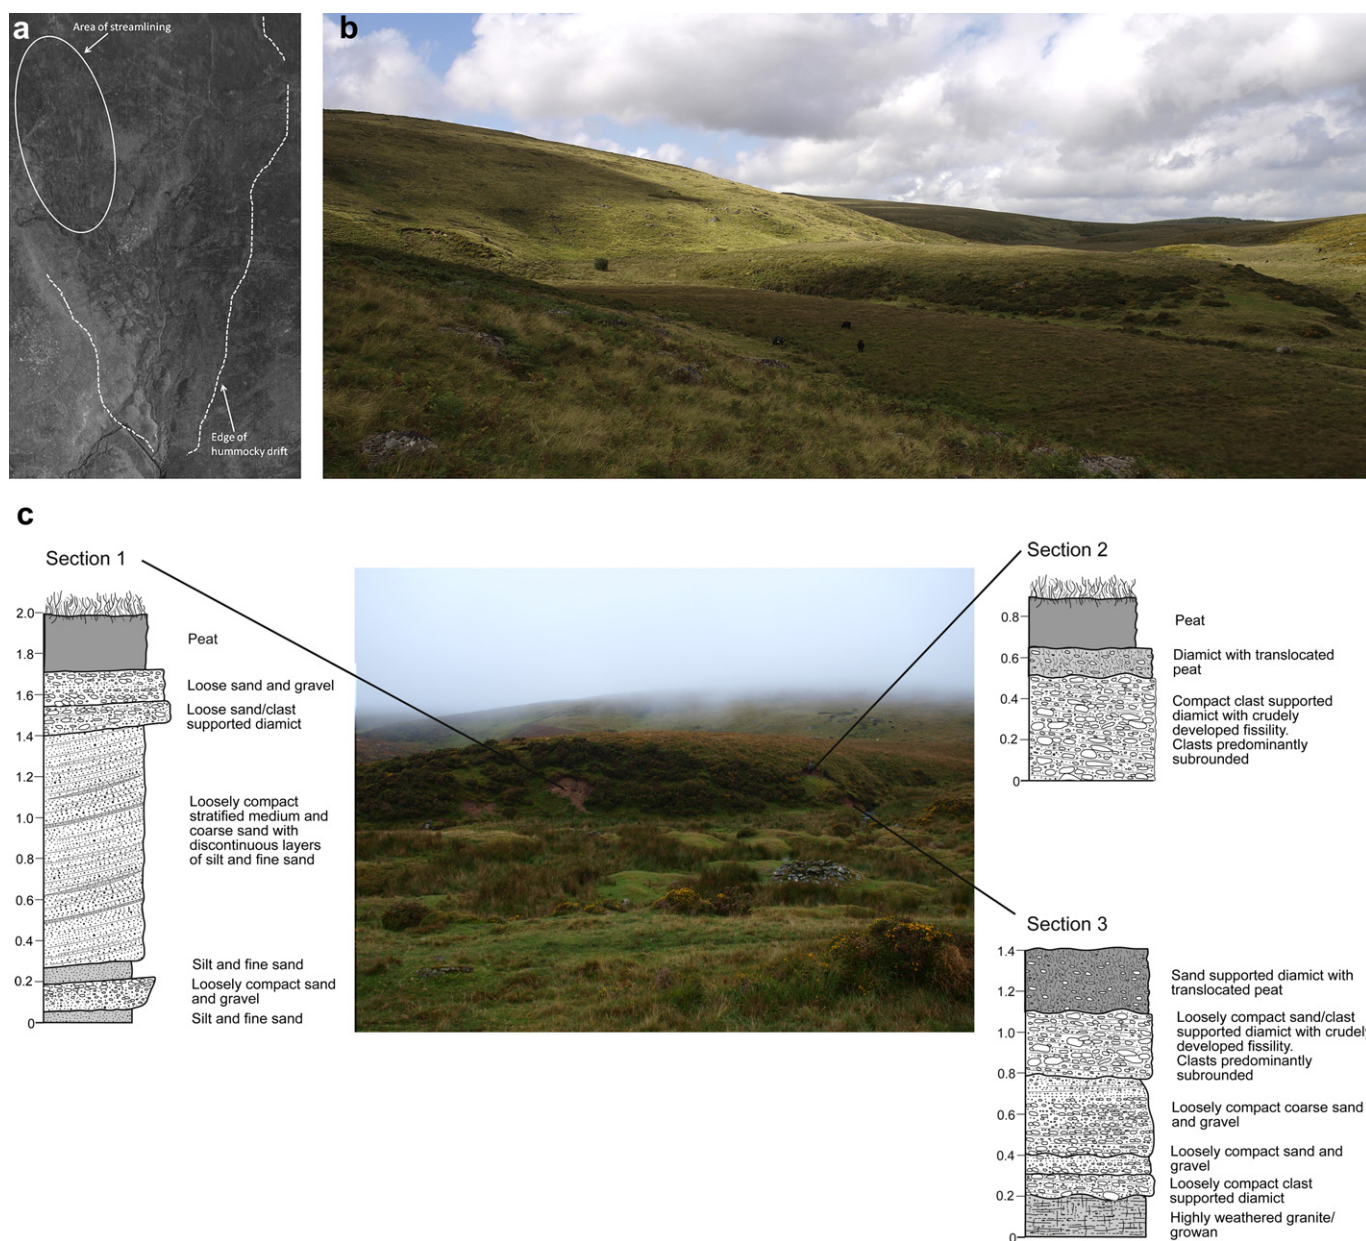 a
Area of streamlining
Edge of
hummocky drift
b
c
Section 1
2.0
1.8
1.6
1.4
1.2
1.0
0.8
0.6
0.4
0.2
0
Peat
Loose sand and gravel
Loose sand/clast
supported diamict
Loosely compact
stratified medium and
coarse sand with
discontinuous layers
of silt and fine sand
Silt and fine sand
Loosely compact sand
and gravel
Silt and fine sand
Section 2
0.8
0.6
0.4
0.2
0
Peat
Diamict with translocated
peat
Compact clast supported
diamict with crudely
developed fissility.
Clasts predominantly
subrounded
Section 3
1.4
1.2
1.0
0.8
0.6
0.4
0.2
0
Sand supported diamict with
translocated peat
Loosely compact sand/clast
supported diamict with crudely
developed fissility.
Clasts predominantly
subrounded
Loosely compact coarse sand
and gravel
Loosely compact sand and
gravel
Loosely compact clast
supported diamict
Highly weathered granite/
growan